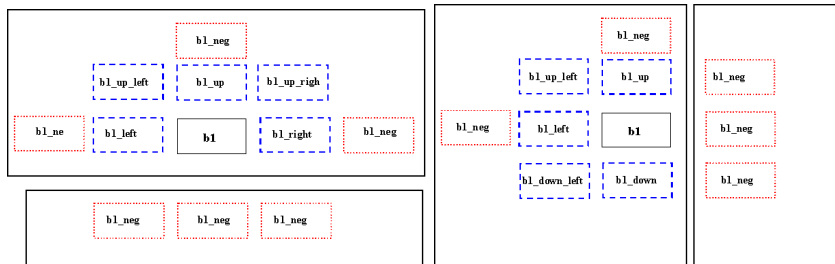 b1_neg
b1_up_left b1_up b1_up_righ
b1_ne b1_left b1 b1_right b1_neg
b1_neg b1_neg b1_neg
b1_neg
b1_up_left b1_up
b1_neg b1_left b1
b1_down_left b1_down
b1_neg
b1_neg
b1_neg